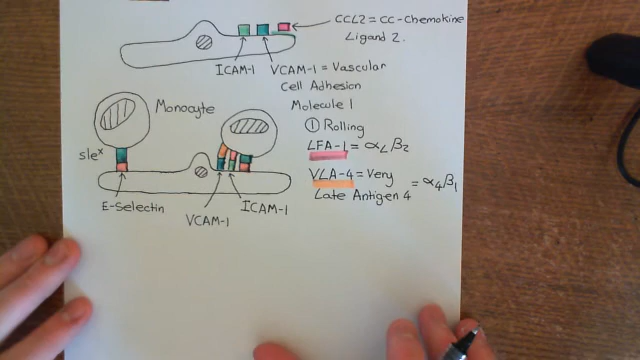 CCL2 = CC-Chemokine
Ligand 2.
ICAM-1
VCAM-1 = Vascular
Cell Adhesion
Molecule 1
Monocyte
① Rolling
sleˣ
LFA-1 = αLβ2
VLA-4 = Very
Late Antigen 4
= α4β1
E-Selectin
VCAM-1
ICAM-1